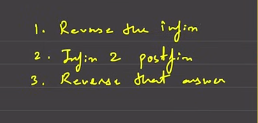 1. Reverse the infix
2. Infix 2 postfix
3. Reverse that answer